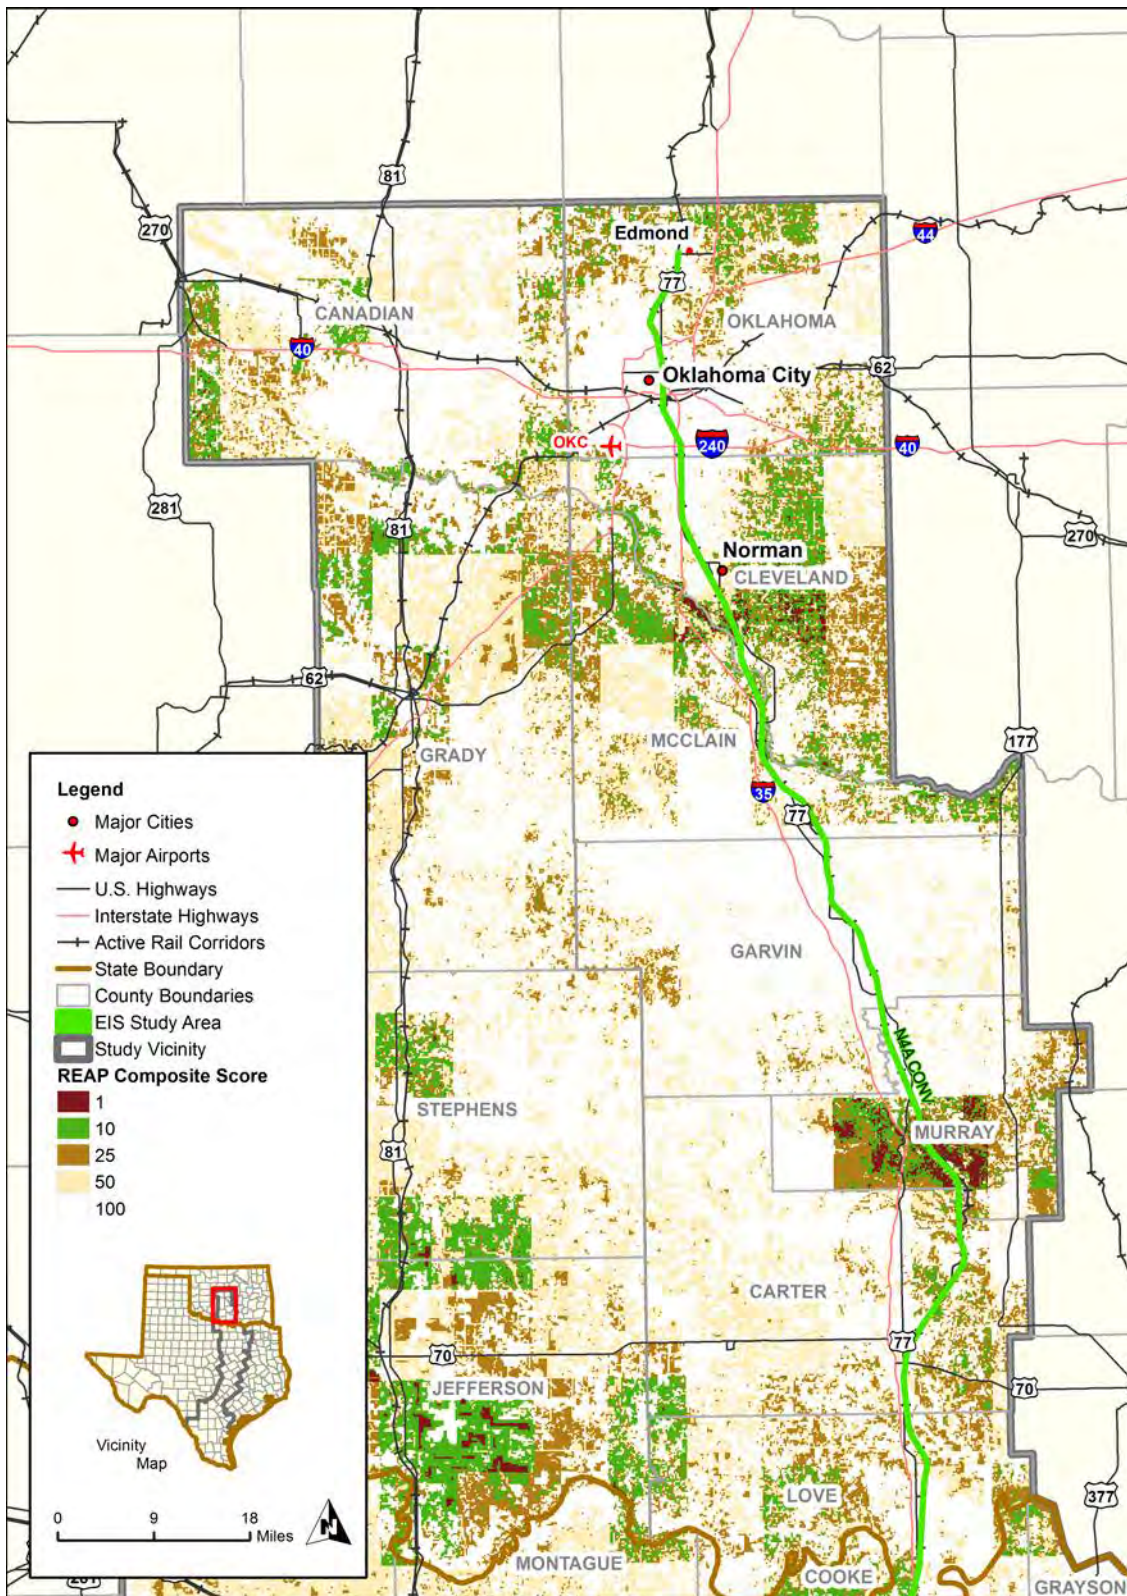 81
270
44
Edmond
77
CANADIAN
OKLAHOMA
40
62
Oklahoma City
OKC
240
40
281
81
270
Norman
CLEVELAND
62
MCCLAIN
177
GRADY
35
77
GARVIN
N4A CONV
STEPHENS
MURRAY
81
CARTER
77
70
70
JEFFERSON
LOVE
377
MONTAGUE
COOKE
GRAYSON
Legend
Major Cities
Major Airports
U.S. Highways
Interstate Highways
Active Rail Corridors
State Boundary
County Boundaries
EIS Study Area
Study Vicinity
REAP Composite Score
1
10
25
50
100
Vicinity
Map
0 9 18
Miles
N